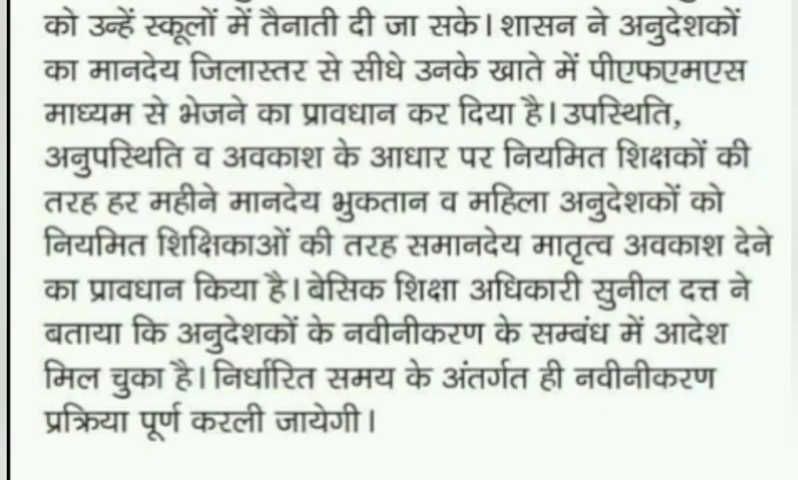 को उन्हें स्कूलों में तैनाती दी जा सके। शासन ने अनुदेशकों
का मानदेय जिलास्तर से सीधे उनके खाते में पीएफएमएस
माध्यम से भेजने का प्रावधान कर दिया है। उपस्थिति,
अनुपस्थिति व अवकाश के आधार पर नियमित शिक्षकों की
तरह हर महीने मानदेय भुकतान व महिला अनुदेशकों को
नियमित शिक्षिकाओं की तरह समानदेय मातृत्व अवकाश देने
का प्रावधान किया है। बेसिक शिक्षा अधिकारी सुनील दत्त ने
बताया कि अनुदेशकों के नवीनीकरण के सम्बंध में आदेश
मिल चुका है। निर्धारित समय के अंतर्गत ही नवीनीकरण
प्रक्रिया पूर्ण करली जायेगी।